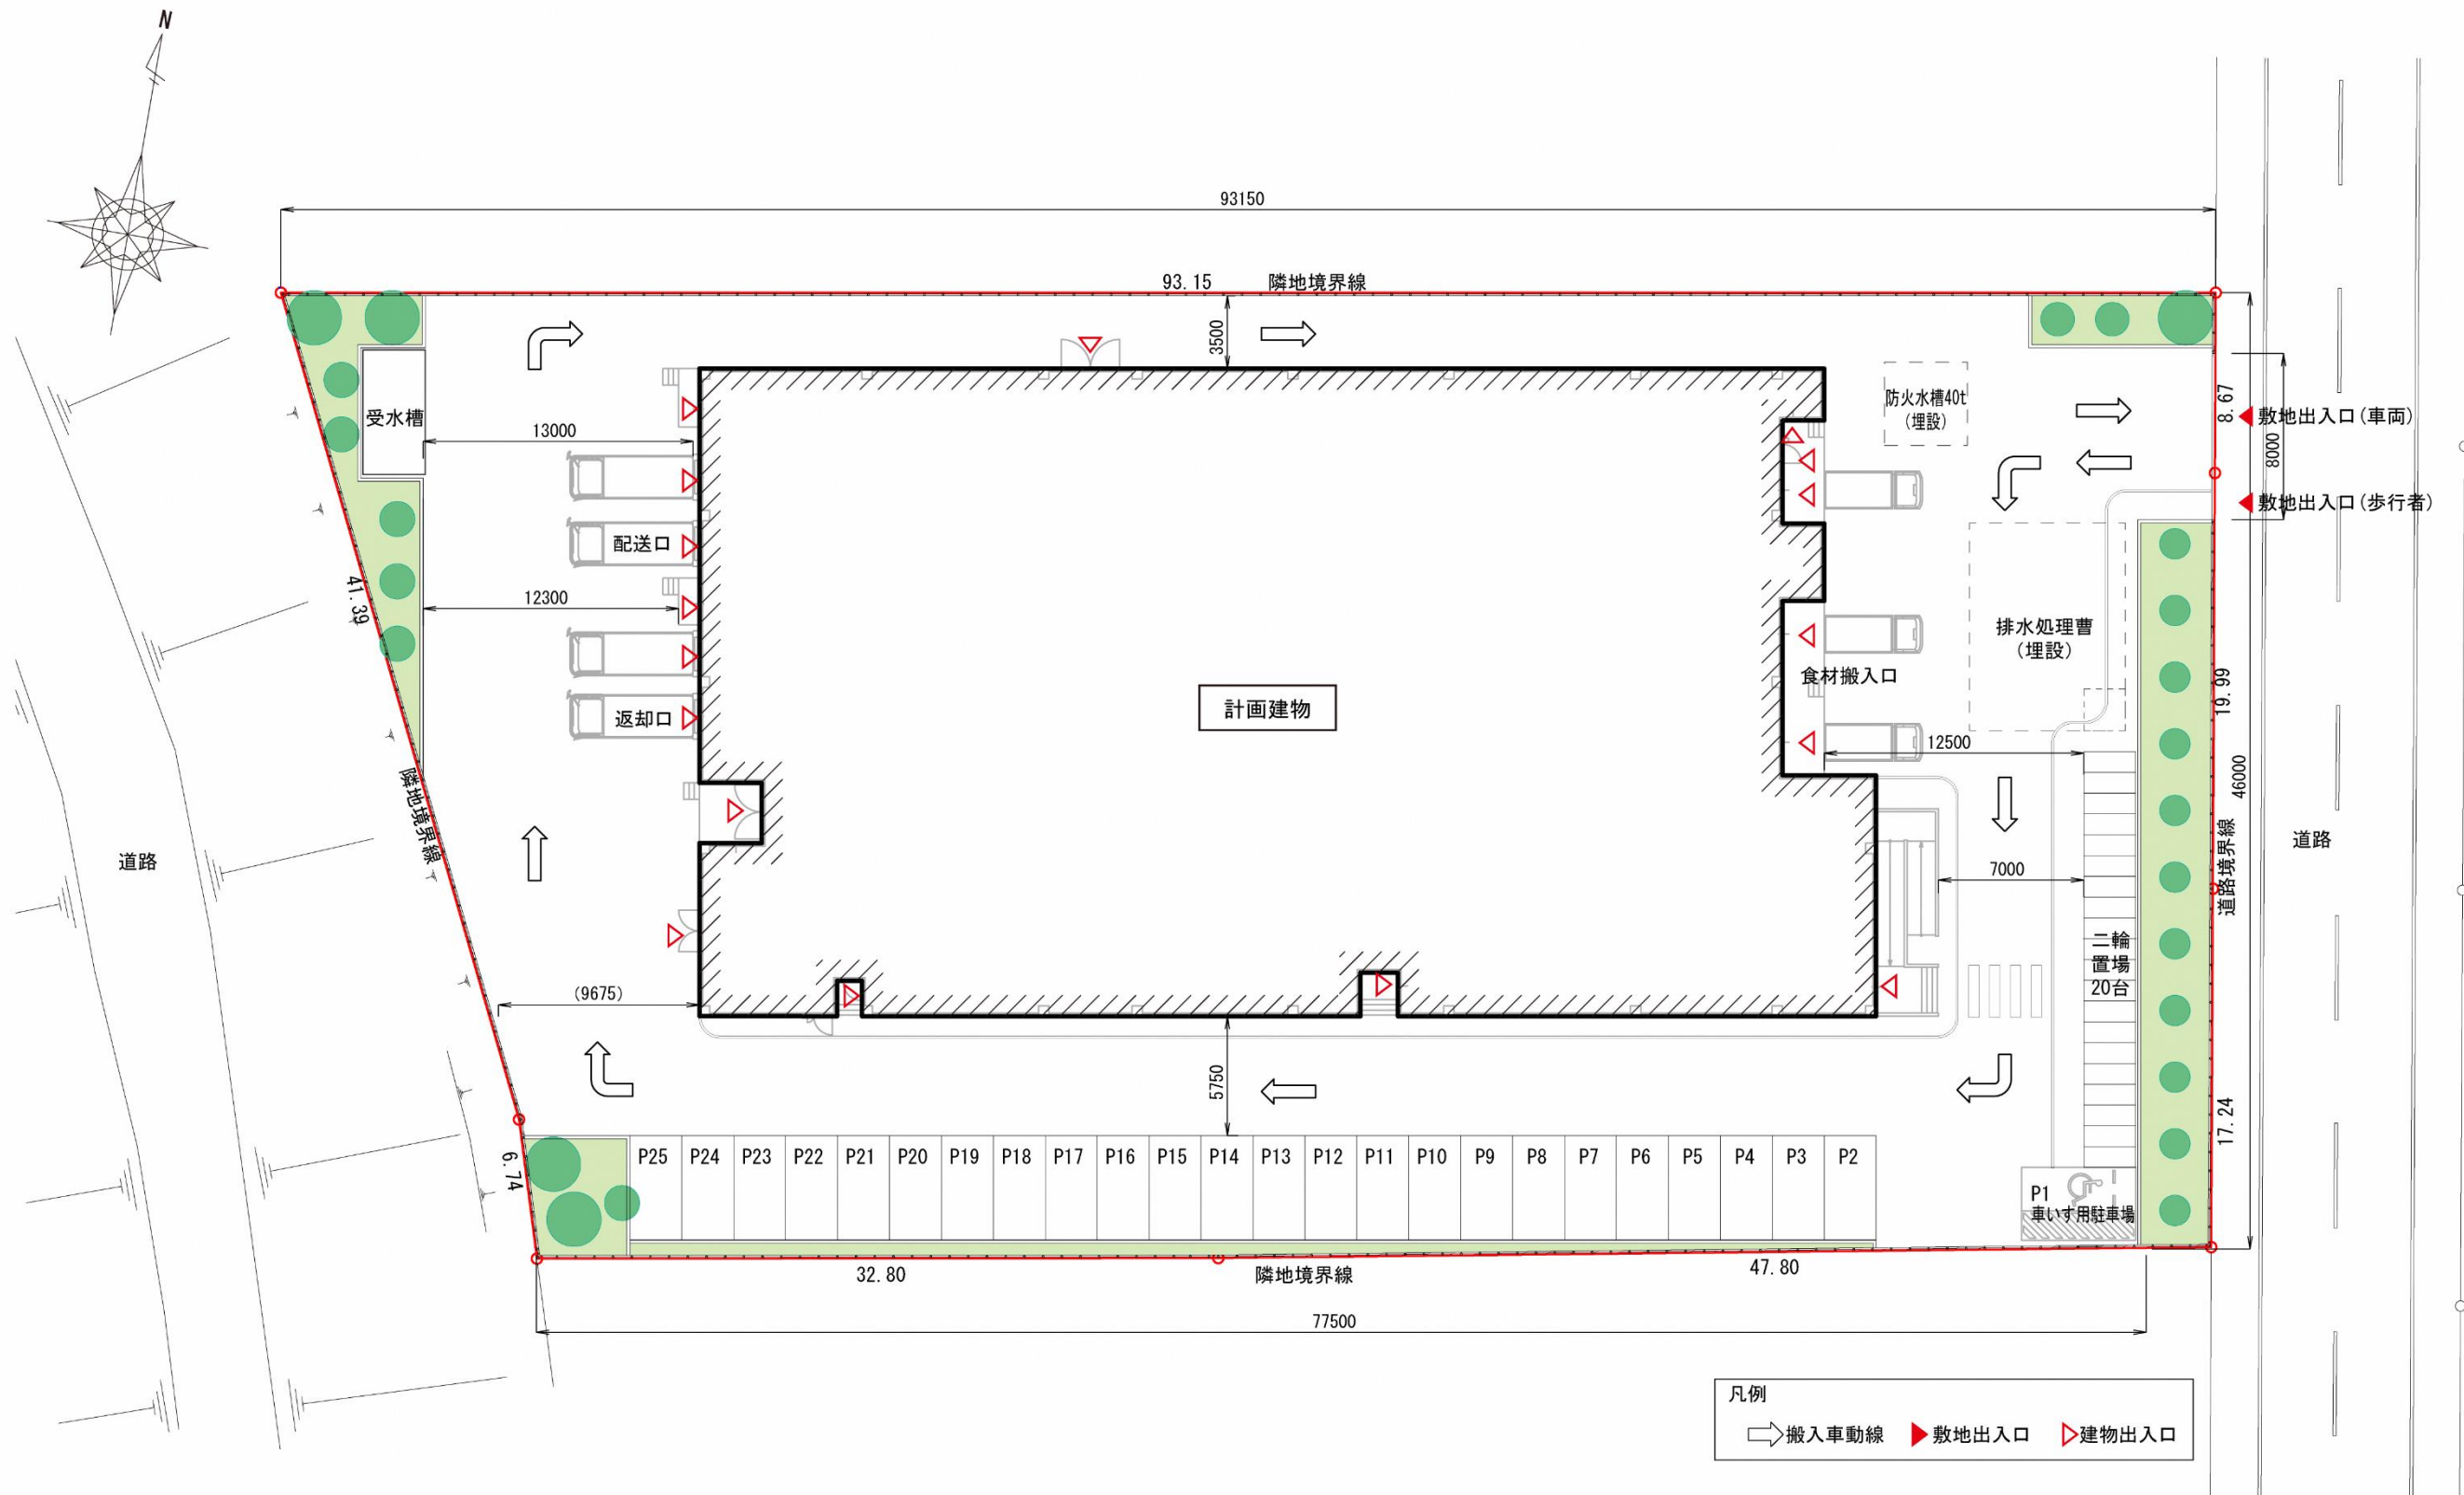 N
93150
93.15 隣地境界線
3500
受水槽
13000
防火水槽40t
(埋設)
8.67
敷地出入口(車両)
8000
敷地出入口(歩行者)
配送口
12300
41.39
排水処理曹
(埋設)
食材搬入口
19.99
返却口
計画建物
12500
46000
隣地境界線
道路
道路境界線
道路
7000
二輪
置場
20台
(9675)
5750
17.24
6.74
P25 P24 P23 P22 P21 P20 P19 P18 P17 P16 P15 P14 P13 P12 P11 P10 P9 P8 P7 P6 P5 P4 P3 P2
P1
車いす用駐車場
32.80 隣地境界線 47.80
77500
凡例
搬入車動線 敷地出入口 建物出入口